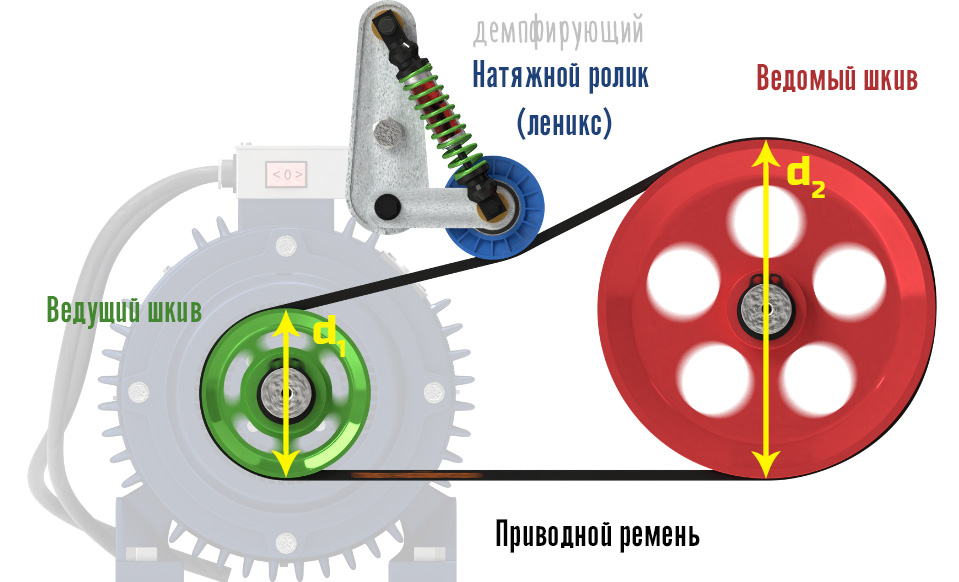 демпфирующий
Натяжной ролик
(леникс)
Ведомый шкив
d2
<0>
Ведущий шкив
d1
Приводной ремень